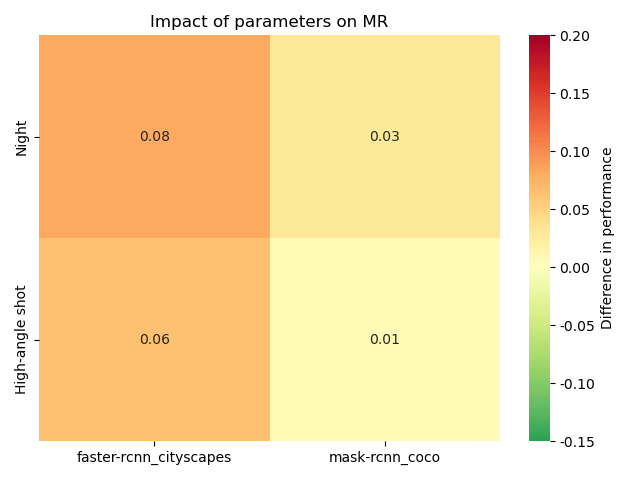 Impact of parameters on MR
Night
0.08
0.03
High-angle shot
0.06
0.01
faster-rcnn_cityscapes
mask-rcnn_coco
0.20
0.15
0.10
0.05
0.00
-0.05
-0.10
-0.15
Difference in performance